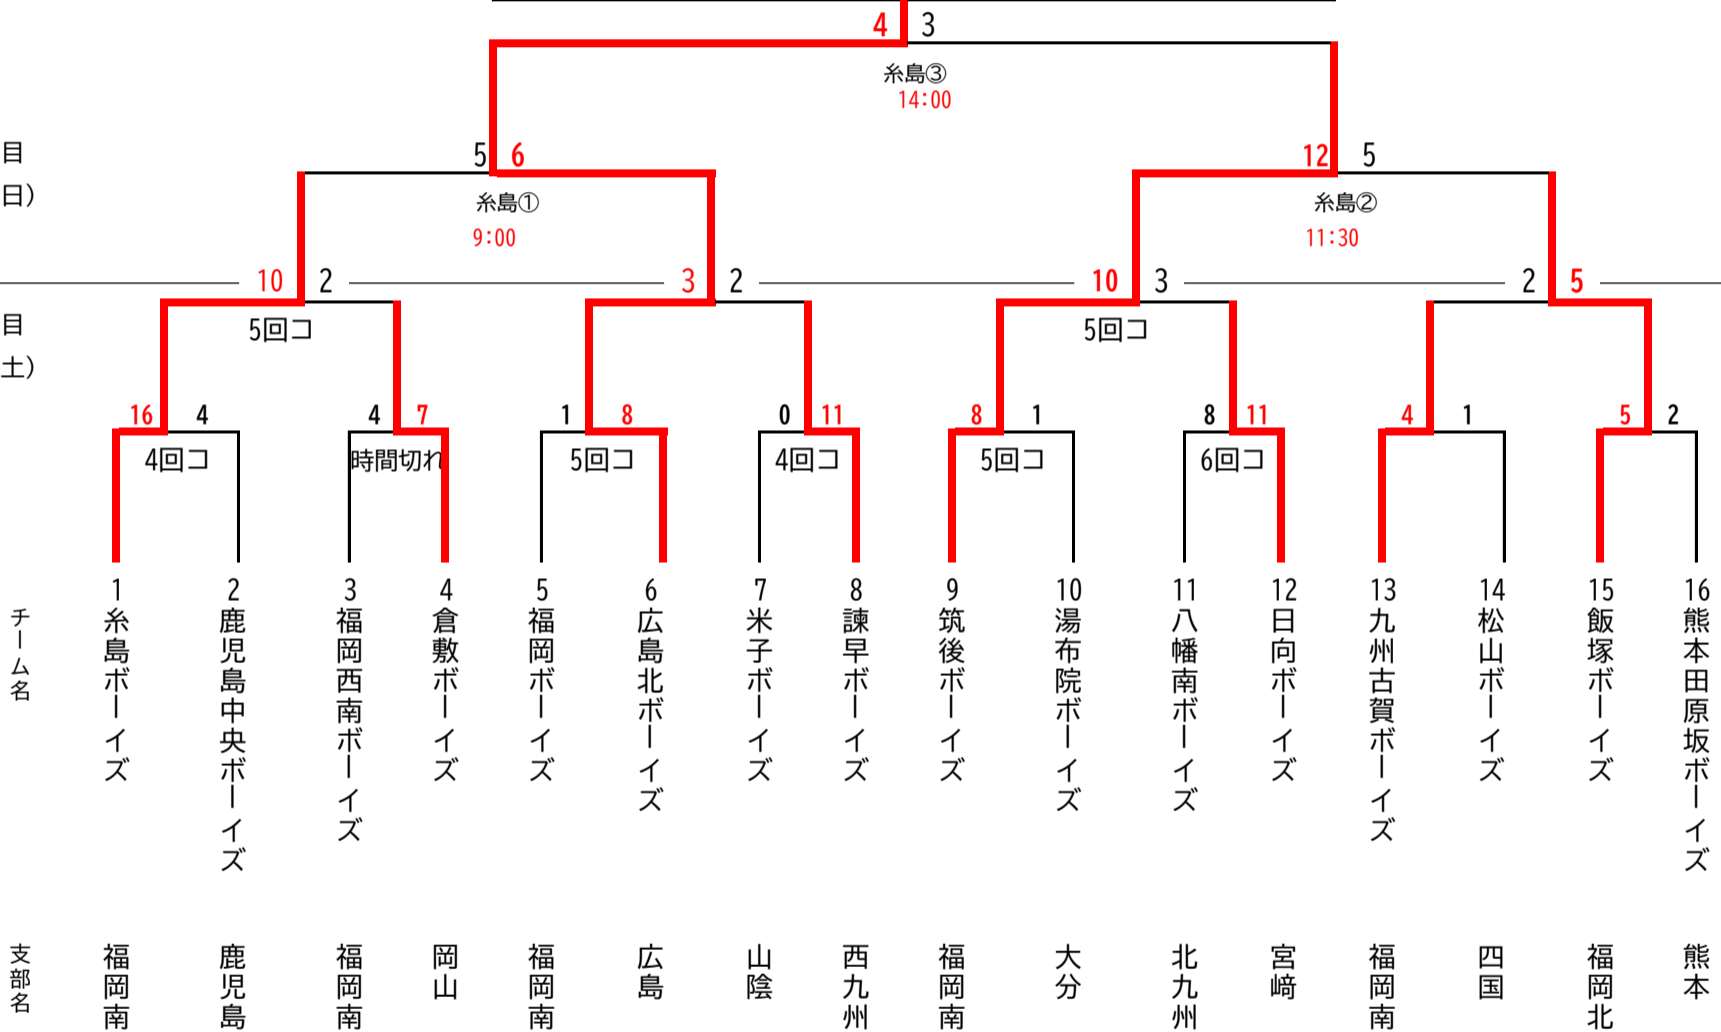 4 3
糸島③
14:00
目
日)
5 6
12 5
糸島①
9:00
糸島②
11:30
10 2
3 2
10 3
2 5
目
土)
5回コ
5回コ
16 4
4 7
1 8
0 11
8 1
8 11
4 1
5 2
4回コ
時間切れ
5回コ
4回コ
5回コ
6回コ
1 2 3 4 5 6 7 8 9 10 11 12 13 14 15 16
チーム名
糸島ボーイズ
鹿児島中央ボーイズ
福岡西南ボーイズ
倉敷ボーイズ
福岡ボーイズ
広島北ボーイズ
米子ボーイズ
諫早ボーイズ
筑後ボーイズ
湯布院ボーイズ
八幡南ボーイズ
日向ボーイズ
九州古賀ボーイズ
松山ボーイズ
飯塚ボーイズ
熊本田原坂ボーイズ
支部名
福岡南
鹿児島
福岡南
岡山
福岡南
広島
山陰
西九州
福岡南
大分
北九州
宮﨑
福岡南
四国
福岡北
熊本